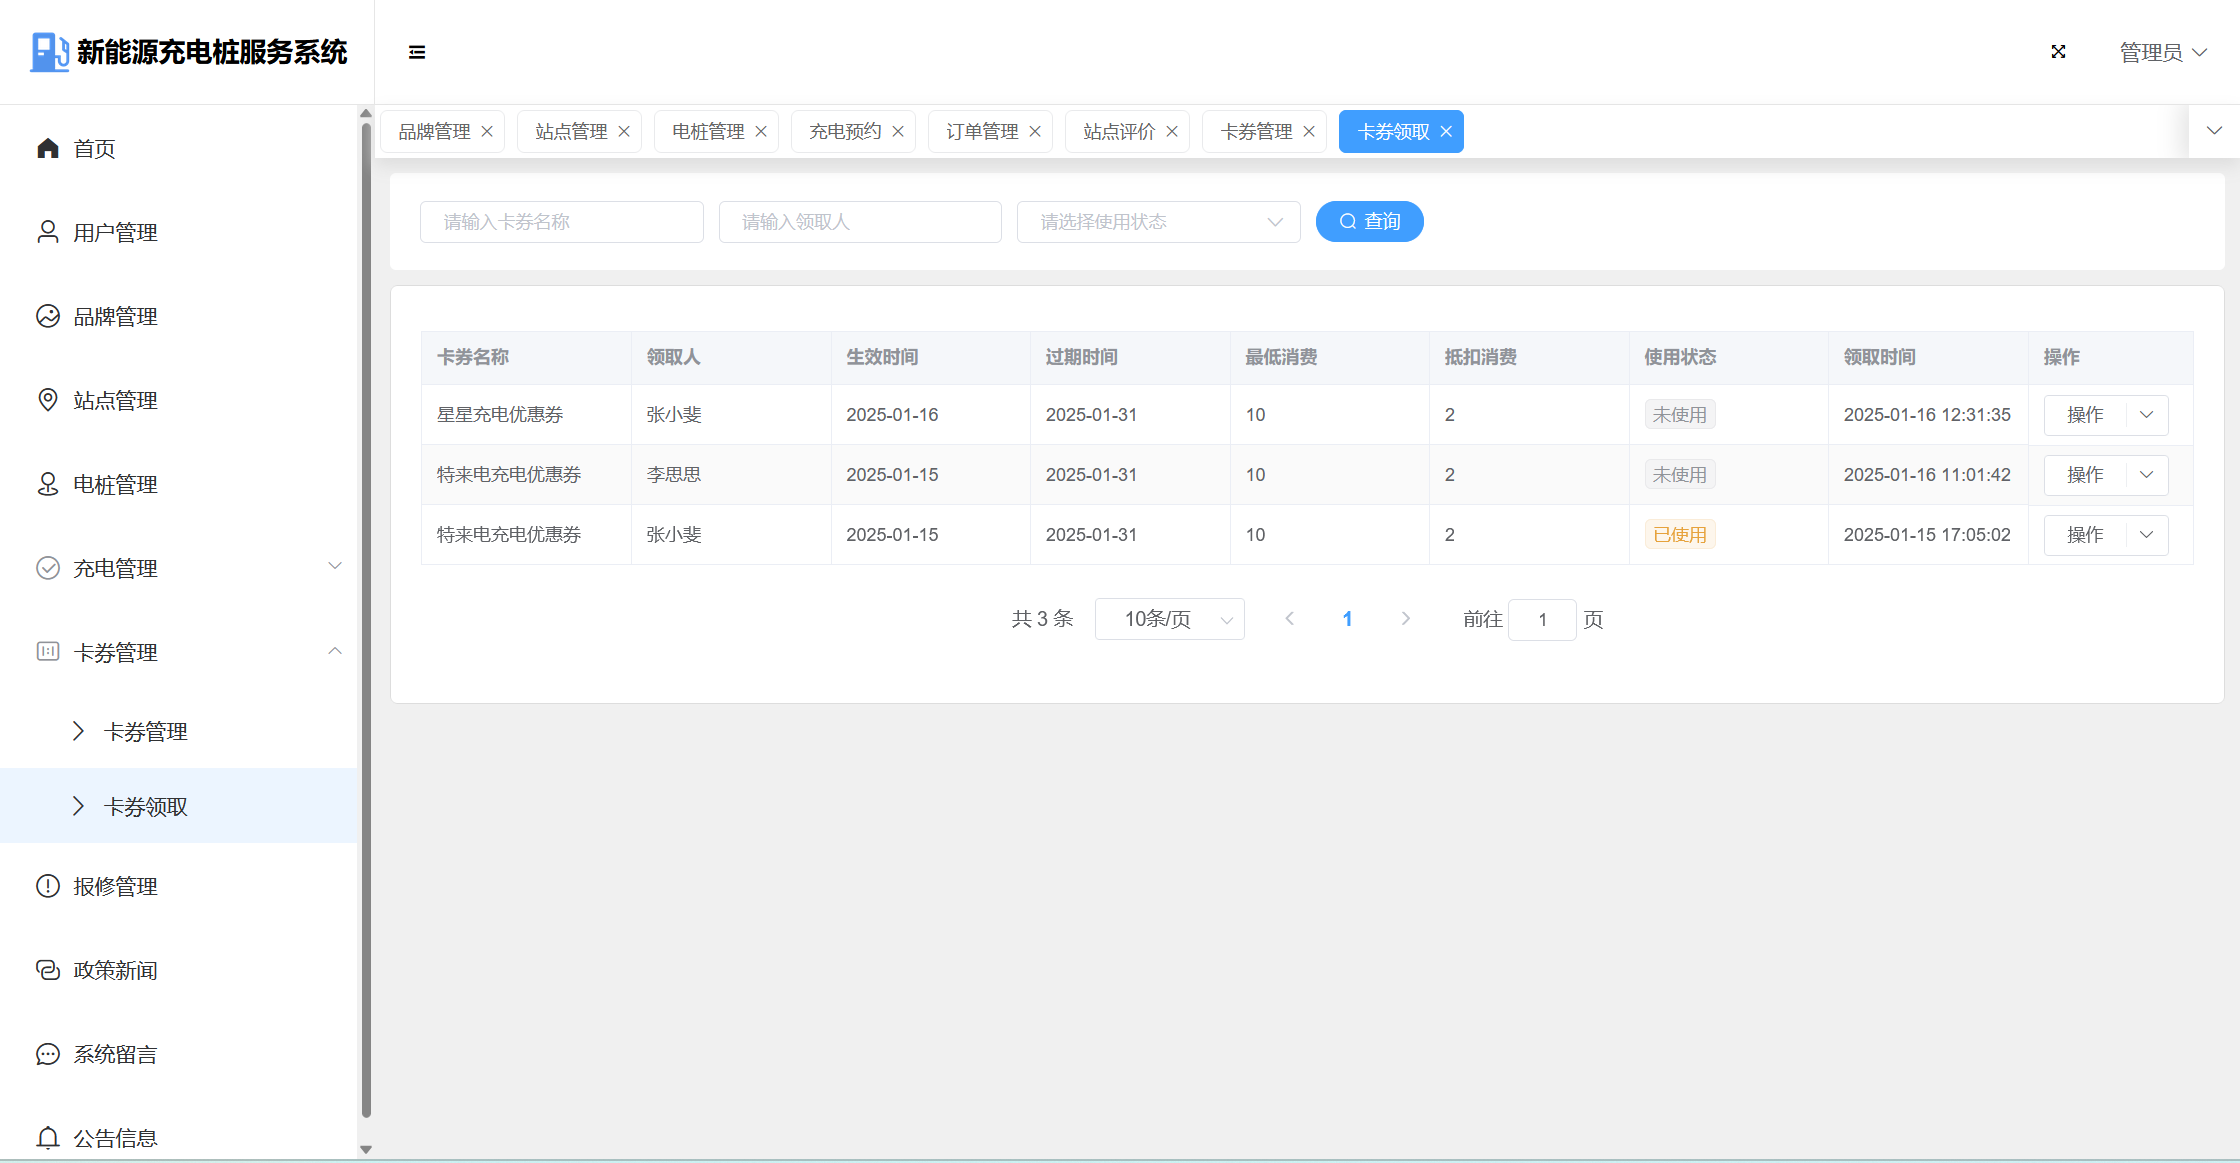 新能源充电桩服务系统
管理员
首页
用户管理
品牌管理
站点管理
电桩管理
充电管理
卡券管理
卡券管理
卡券领取
报修管理
政策新闻
系统留言
公告信息
品牌管理 站点管理 电桩管理 充电预约 订单管理 站点评价 卡券管理 卡券领取
请输入卡券名称 请输入领取人 请选择使用状态 查询
卡券名称 领取人 生效时间 过期时间 最低消费 抵扣消费 使用状态 领取时间 操作
星星充电优惠券 张小斐 2025-01-16 2025-01-31 10 2 未使用 2025-01-16 12:31:35 操作
特来电充电优惠券 李思思 2025-01-15 2025-01-31 10 2 未使用 2025-01-16 11:01:42 操作
特来电充电优惠券 张小斐 2025-01-15 2025-01-31 10 2 已使用 2025-01-15 17:05:02 操作
共 3 条 10条/页 1 前往 1 页